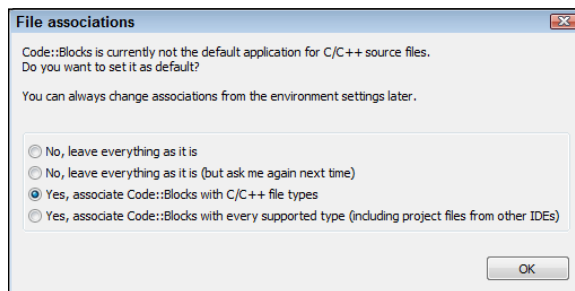 File associations
Code::Blocks is currently not the default application for C/C++ source files.
Do you want to set it as default?
You can always change associations from the environment settings later.
No, leave everything as it is
No, leave everything as it is (but ask me again next time)
Yes, associate Code::Blocks with C/C++ file types
Yes, associate Code::Blocks with every supported type (including project files from other IDEs)
OK